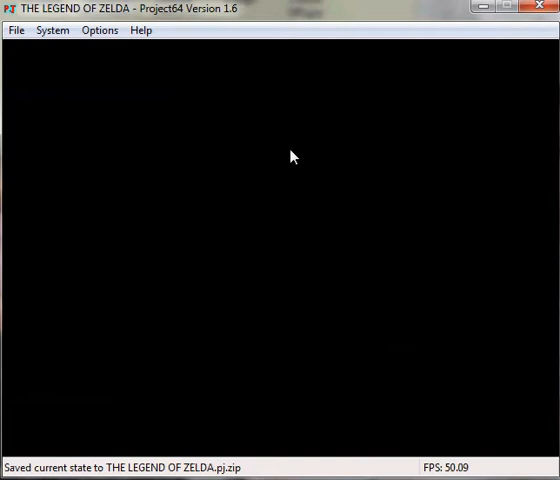 THE LEGEND OF ZELDA - Project64 Version 1.6
File System Options Help
Saved current state to THE LEGEND OF ZELDA.pj.zip FPS: 50.09